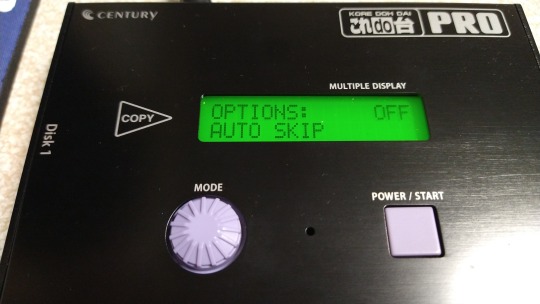 CENTURY
KORE DOH DAI
これdo台 PRO
MULTIPLE DISPLAY
OPTIONS: OFF
AUTO SKIP
COPY
Disk 1
MODE
POWER / START